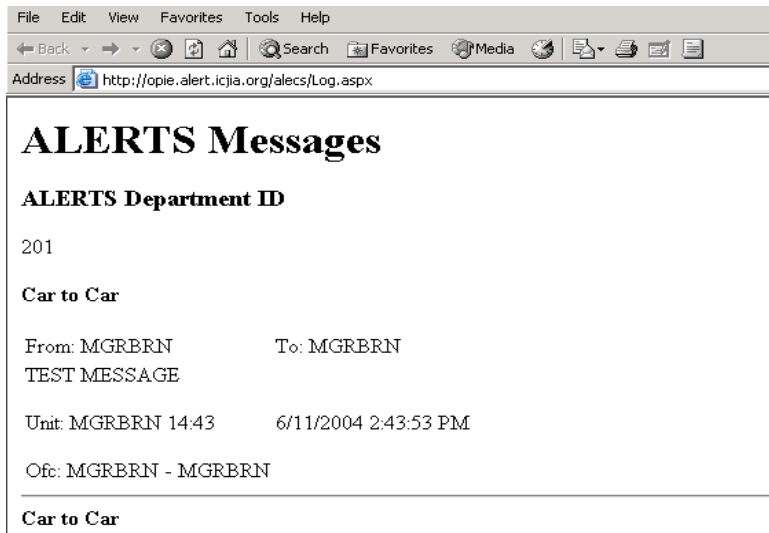 File Edit View Favorites Tools Help
Back Search Favorites Media
Address http://opie.alert.icjia.org/alecs/Log.aspx
ALERTS Messages
ALERTS Department ID
201
Car to Car
From: MGRBRN To: MGRBRN
TEST MESSAGE
Unit: MGRBRN 14:43 6/11/2004 2:43:53 PM
Ofc: MGRBRN - MGRBRN
Car to Car